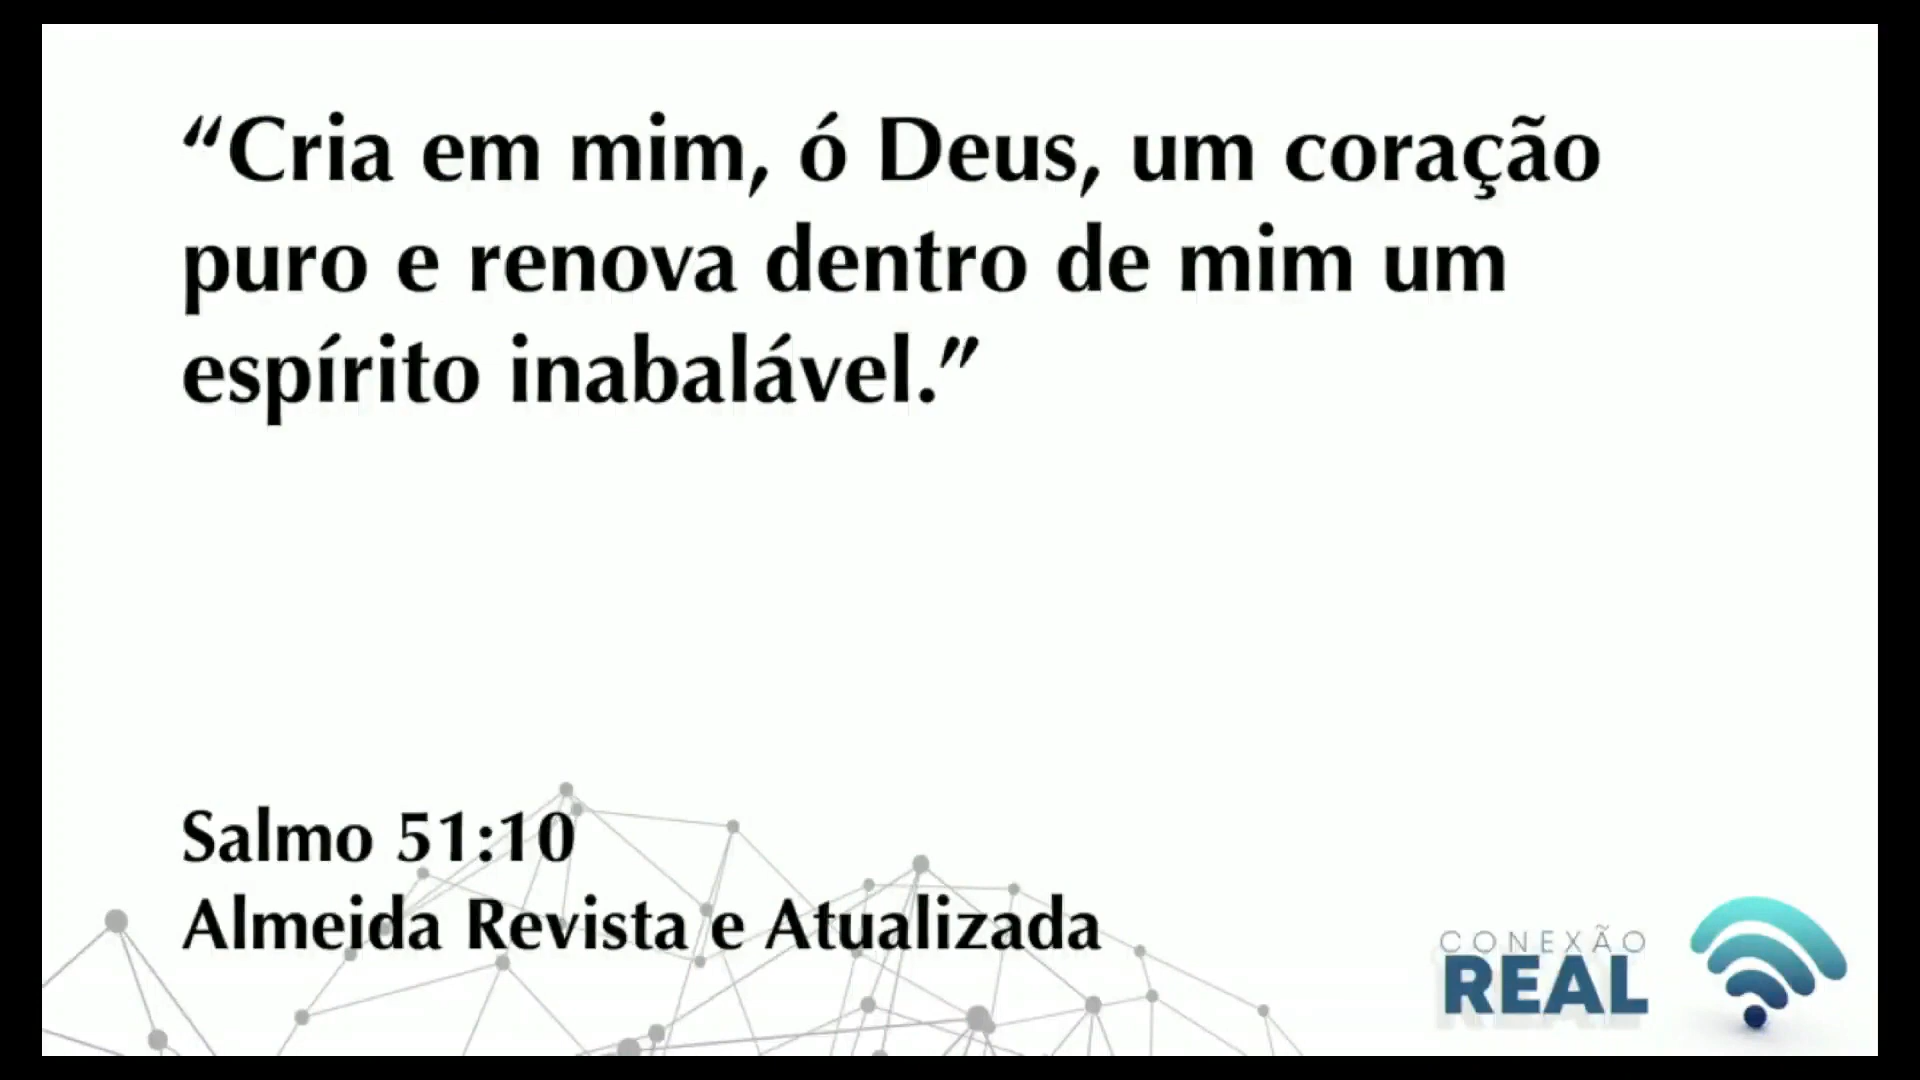 “Cria em mim, ó Deus, um coração
puro e renova dentro de mim um
espírito inabalável.”
Salmo 51:10
Almeida Revista e Atualizada
CONEXÃO
REAL